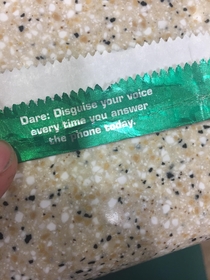 Dare: Disguise your voice
every time you answer
the phone today.